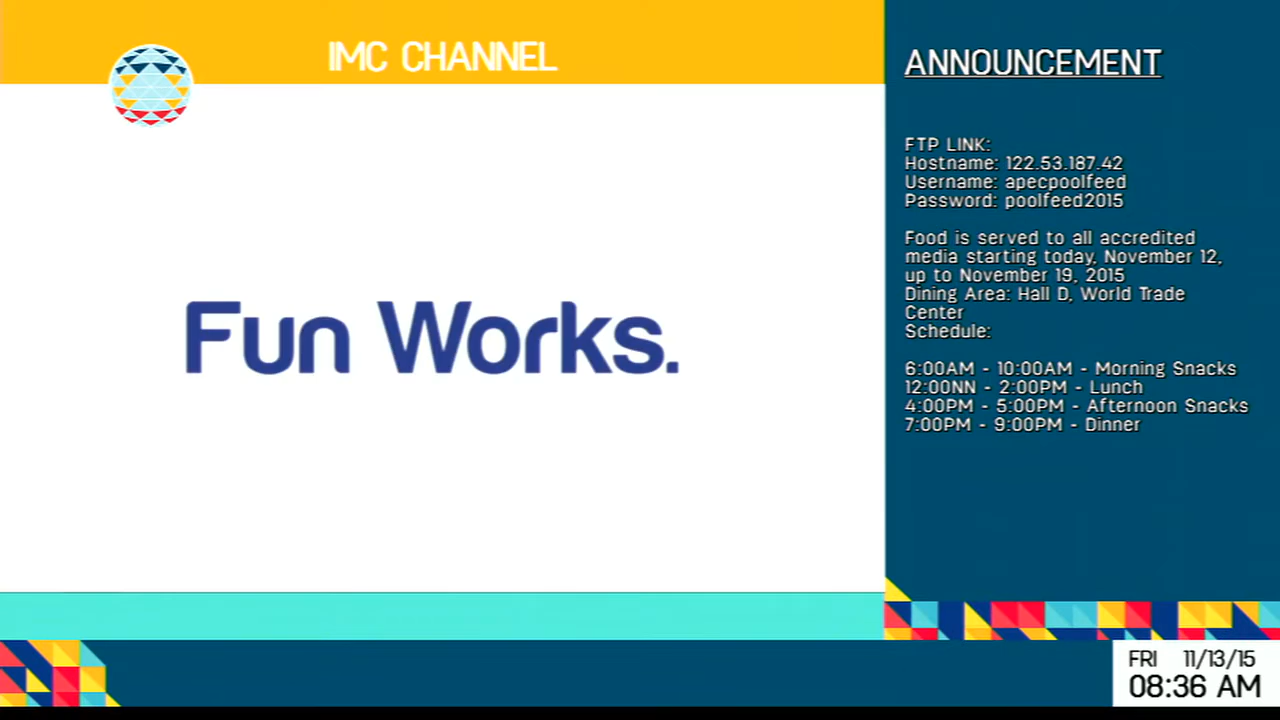 IMC CHANNEL
Fun Works.
ANNOUNCEMENT
FTP LINK:
Hostname: 122.53.187.42
Username: apecpoolfeed
Password: poolfeed2015
Food is served to all accredited
media starting today, November 12,
up to November 19, 2015
Dining Area: Hall D, World Trade
Center
Schedule:
6:00AM - 10:00AM - Morning Snacks
12:00NN - 2:00PM - Lunch
4:00PM - 5:00PM - Afternoon Snacks
7:00PM - 9:00PM - Dinner
FRI 11/13/15
08:36 AM